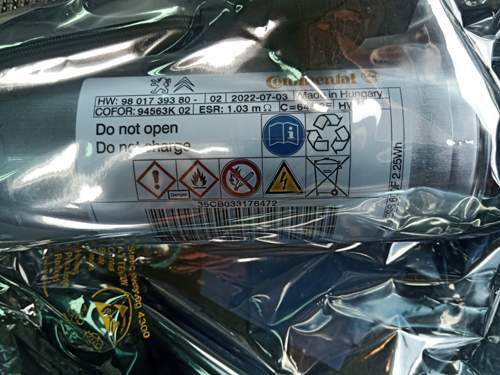 Continental
HW: 98 017 393 80 - 02 2022-07-03 Made in Hungary
COFOR: 94563K 02 ESR: 1.03 m Ω
Do not open
Do not charge
Danger
35CB033178472
2.25Wh